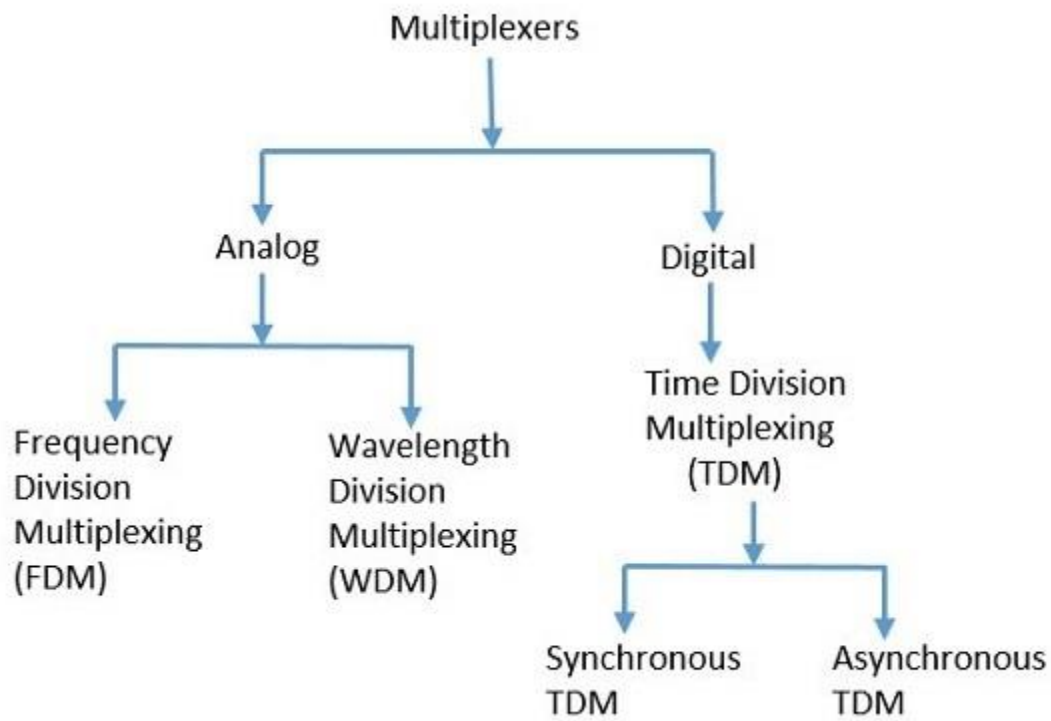 Multiplexers
Analog
Digital
Time Division
Multiplexing
(TDM)
Frequency
Division
Multiplexing
(FDM)
Wavelength
Division
Multiplexing
(WDM)
Synchronous
TDM
Asynchronous
TDM